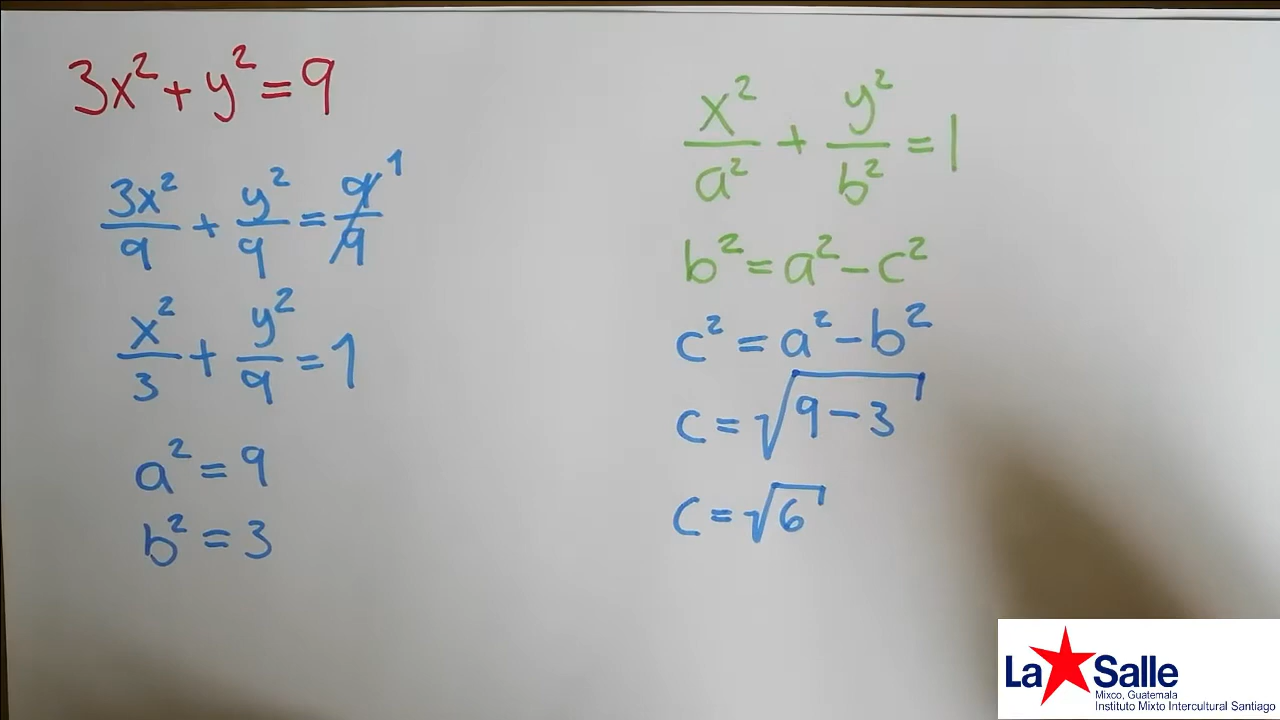 3x² + y² = 9
3x²/9 + y²/9 = 9/9 1
x²/3 + y²/9 = 1
a² = 9
b² = 3
x²/a² + y²/b² = 1
b² = a² − c²
c² = a² − b²
c = √(9 − 3)
c = √6
La Salle
Mixco, Guatemala
Instituto Mixto Intercultural Santiago